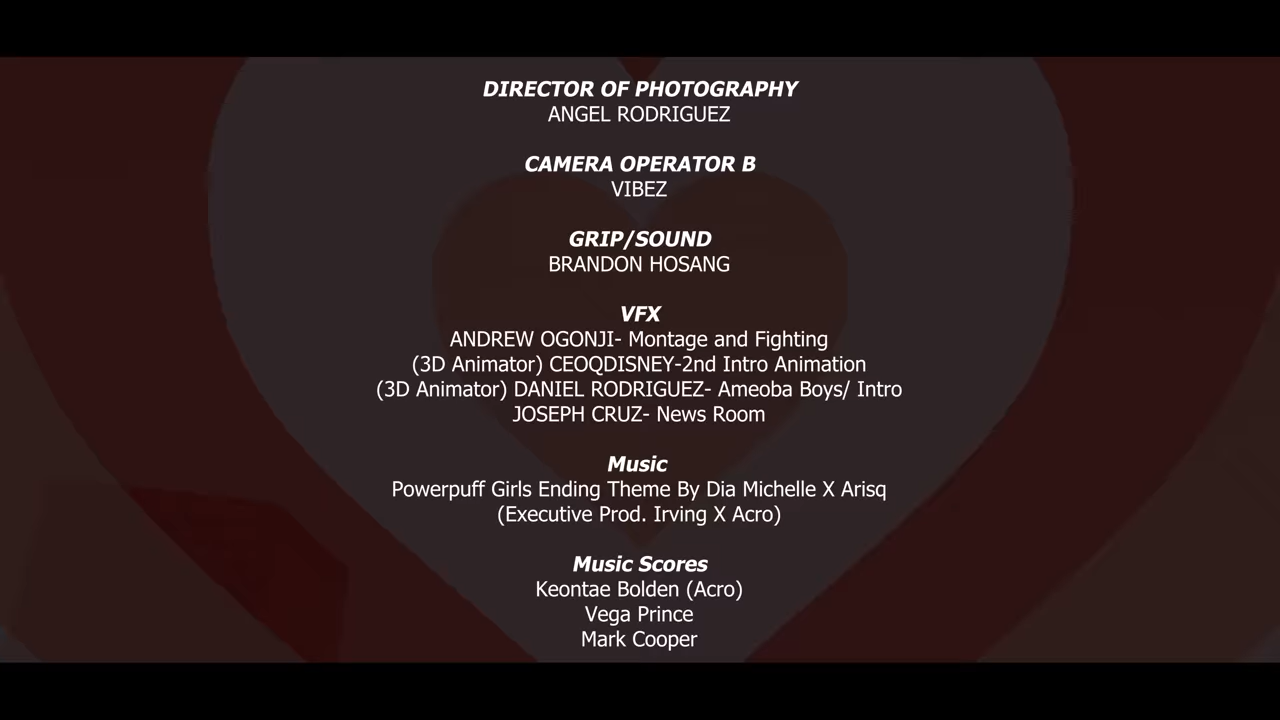 DIRECTOR OF PHOTOGRAPHY
ANGEL RODRIGUEZ
CAMERA OPERATOR B
VIBEZ
GRIP/SOUND
BRANDON HOSANG
VFX
ANDREW OGONJI- Montage and Fighting
(3D Animator) CEOQDISNEY-2nd Intro Animation
(3D Animator) DANIEL RODRIGUEZ- Ameoba Boys/ Intro
JOSEPH CRUZ- News Room
Music
Powerpuff Girls Ending Theme By Dia Michelle X Arisq
(Executive Prod. Irving X Acro)
Music Scores
Keontae Bolden (Acro)
Vega Prince
Mark Cooper